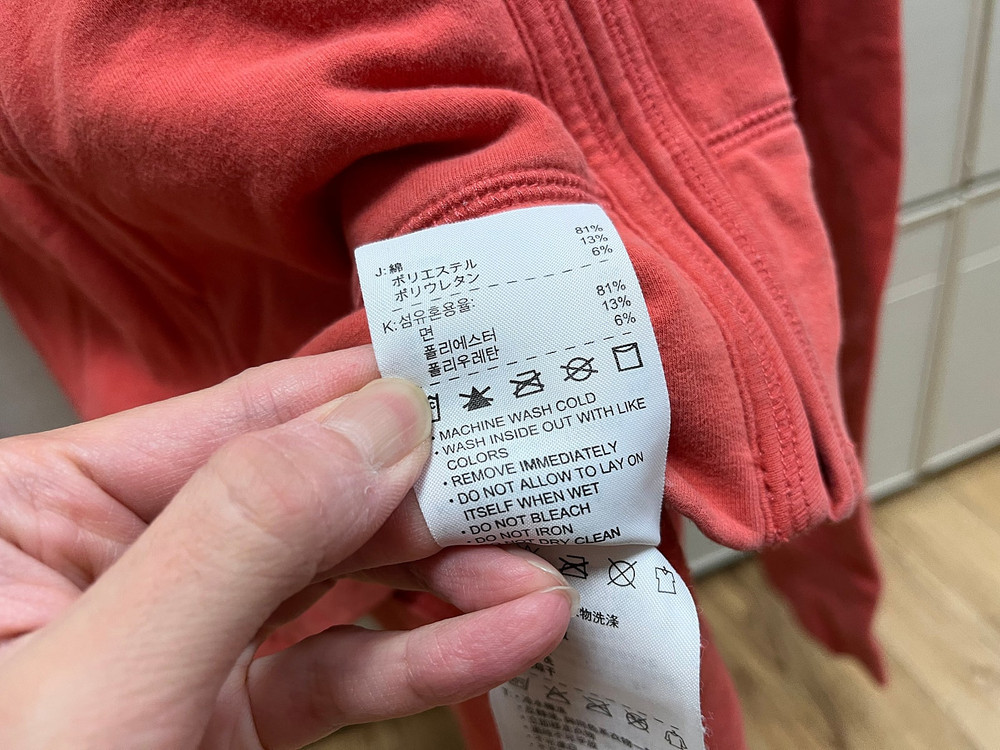 J: 綿 81%
ポリエステル 13%
ポリウレタン 6%
K: 섬유혼용율:
면 81%
폴리에스터 13%
폴리우레탄 6%
• MACHINE WASH COLD
• WASH INSIDE OUT WITH LIKE
COLORS
• REMOVE IMMEDIATELY
• DO NOT ALLOW TO LAY ON
ITSELF WHEN WET
• DO NOT BLEACH
• DO NOT IRON
• DO NOT DRY CLEAN
物洗涤